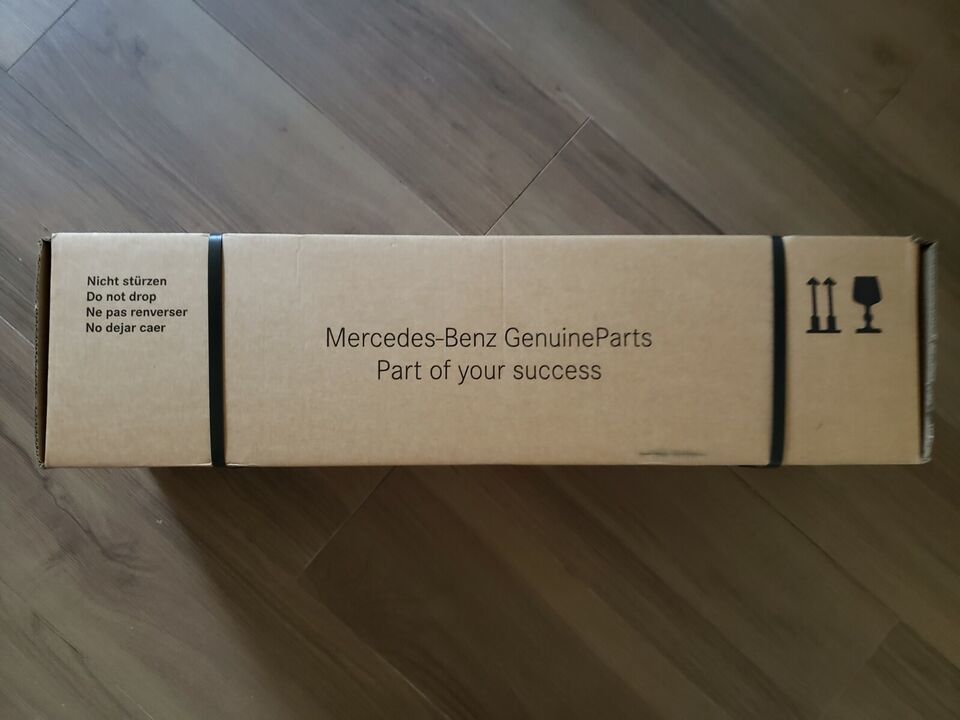 Nicht stürzen
Do not drop
Ne pas renverser
No dejar caer
Mercedes-Benz GenuineParts
Part of your success